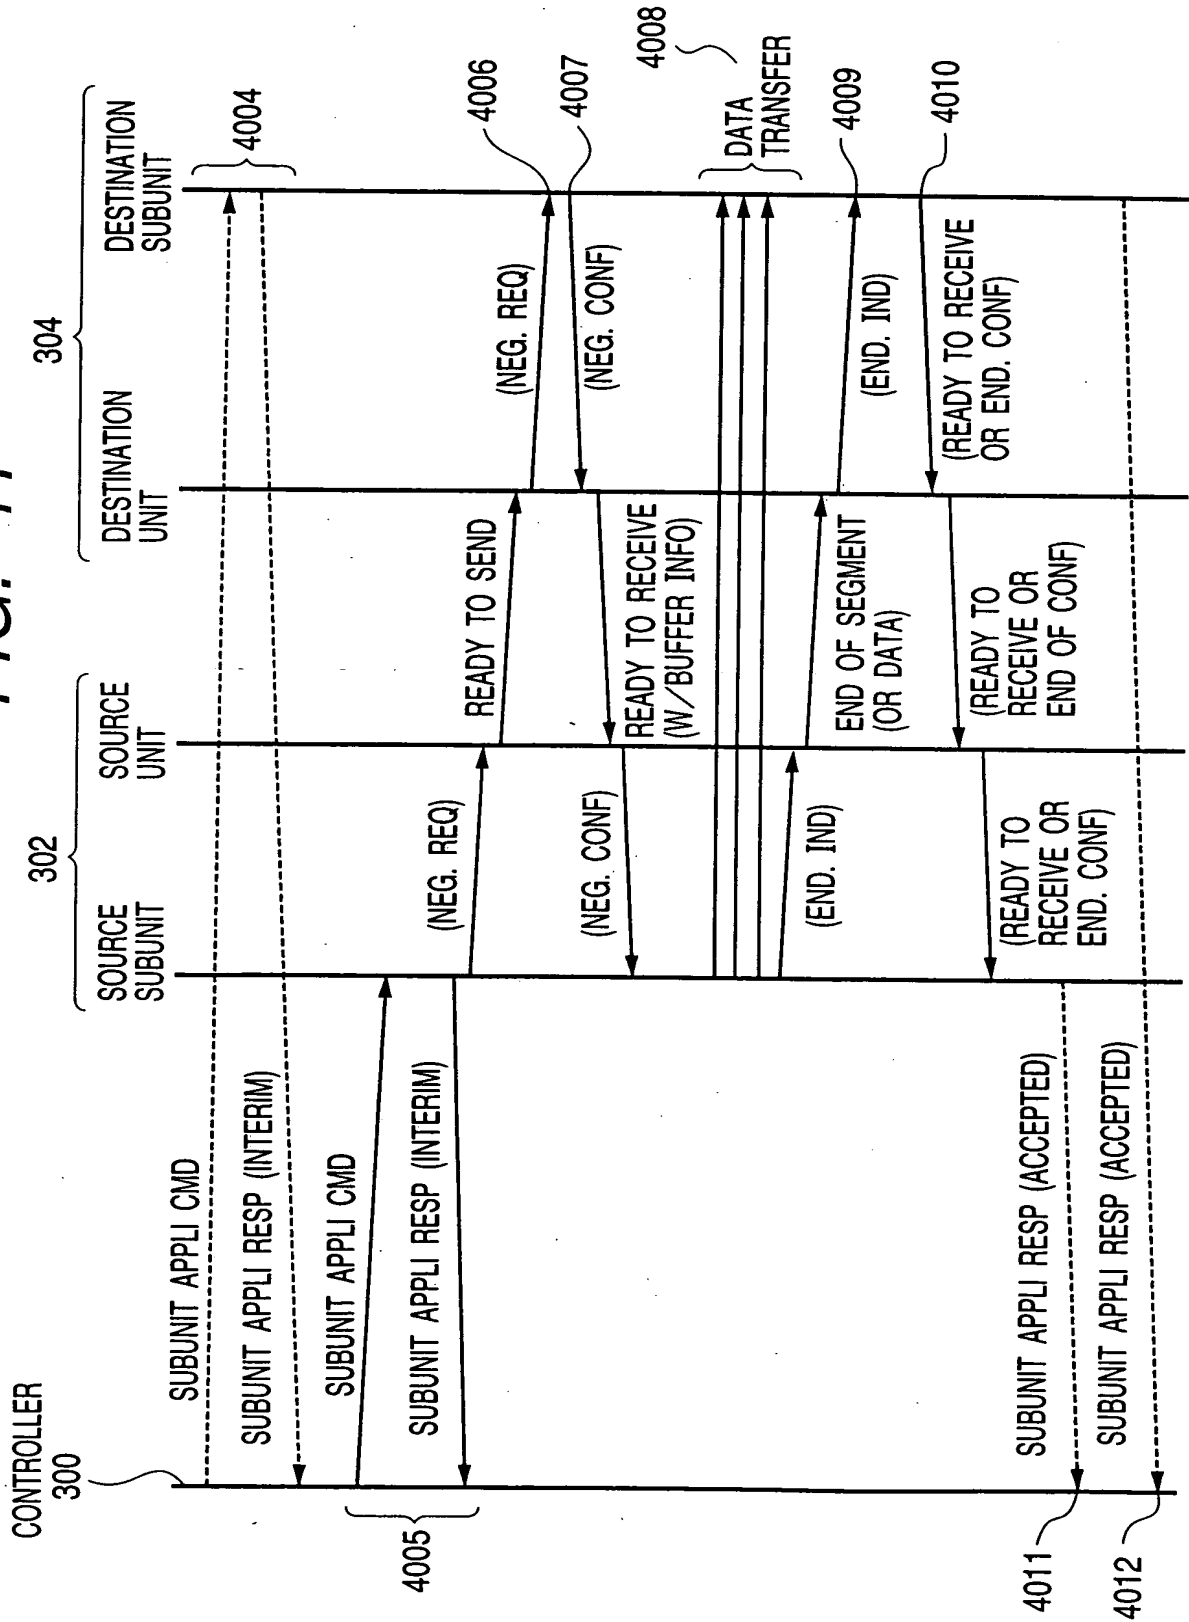 CONTROLLER
300
302
SOURCE
SUBUNIT
SOURCE
UNIT
304
DESTINATION
UNIT
DESTINATION
SUBUNIT
SUBUNIT APPLI CMD
4004
SUBUNIT APPLI RESP (INTERIM)
SUBUNIT APPLI CMD
4005
SUBUNIT APPLI RESP (INTERIM)
(NEG. REQ)
READY TO SEND
(NEG. REQ)
4006
4007
(NEG. CONF)
READY TO RECEIVE
(W/BUFFER INFO)
(NEG. CONF)
DATA
TRANSFER
4008
(END. IND)
END OF SEGMENT
(OR DATA)
(END. IND)
4009
4010
(READY TO RECEIVE
OR END. CONF)
(READY TO
RECEIVE OR
END OF CONF)
(READY TO
RECEIVE OR
END. CONF)
SUBUNIT APPLI RESP (ACCEPTED)
4011
SUBUNIT APPLI RESP (ACCEPTED)
4012